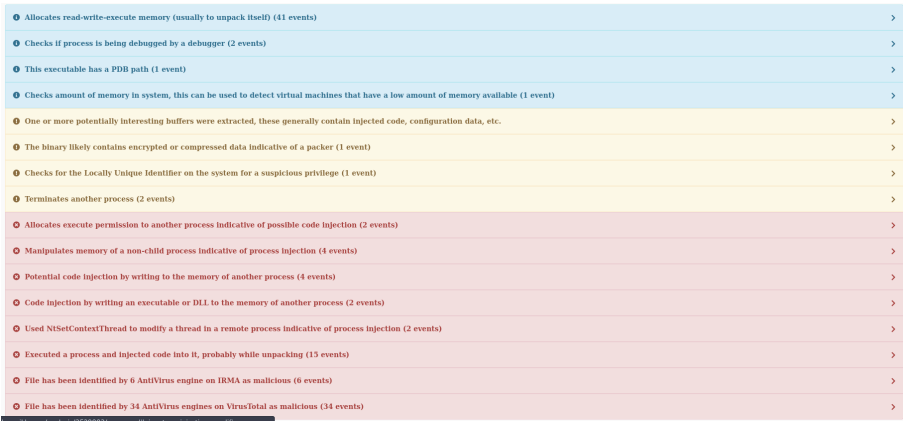 Allocates read-write-execute memory (usually to unpack itself) (41 events)
Checks if process is being debugged by a debugger (2 events)
This executable has a PDB path (1 event)
Checks amount of memory in system, this can be used to detect virtual machines that have a low amount of memory available (1 event)
One or more potentially interesting buffers were extracted, these generally contain injected code, configuration data, etc.
The binary likely contains encrypted or compressed data indicative of a packer (1 event)
Checks for the Locally Unique Identifier on the system for a suspicious privilege (1 event)
Terminates another process (2 events)
Allocates execute permission to another process indicative of possible code injection (2 events)
Manipulates memory of a non-child process indicative of process injection (4 events)
Potential code injection by writing to the memory of another process (4 events)
Code injection by writing an executable or DLL to the memory of another process (2 events)
Used NtSetContextThread to modify a thread in a remote process indicative of process injection (2 events)
Executed a process and injected code into it, probably while unpacking (15 events)
File has been identified by 6 AntiVirus engine on IRMA as malicious (6 events)
File has been identified by 34 AntiVirus engines on VirusTotal as malicious (34 events)